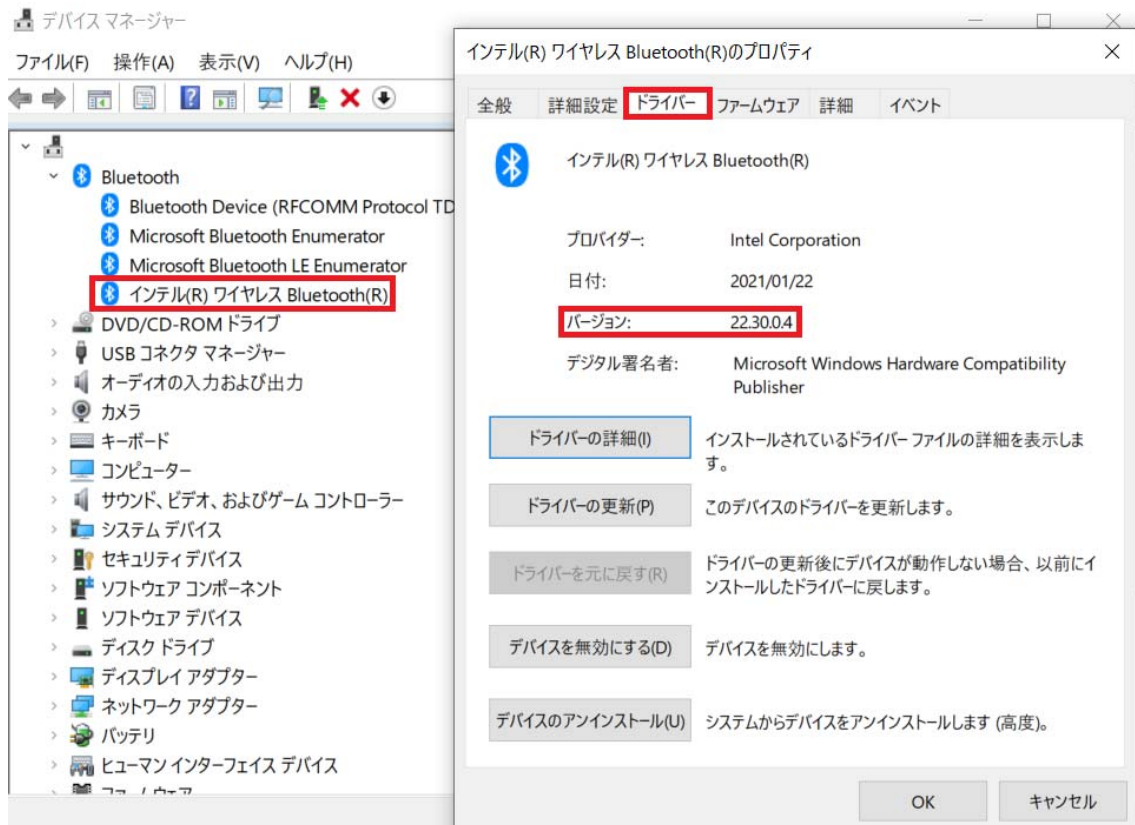 デバイス マネージャー
ファイル(F) 操作(A) 表示(V) ヘルプ(H)
Bluetooth
Bluetooth Device (RFCOMM Protocol TD
Microsoft Bluetooth Enumerator
Microsoft Bluetooth LE Enumerator
インテル(R) ワイヤレス Bluetooth(R)
DVD/CD-ROM ドライブ
USB コネクタ マネージャー
オーディオの入力および出力
カメラ
キーボード
コンピューター
サウンド、ビデオ、およびゲーム コントローラー
システム デバイス
セキュリティ デバイス
ソフトウェア コンポーネント
ソフトウェア デバイス
ディスク ドライブ
ディスプレイ アダプター
ネットワーク アダプター
バッテリ
ヒューマン インターフェイス デバイス
インテル(R) ワイヤレス Bluetooth(R)のプロパティ
全般 詳細設定 ドライバー ファームウェア 詳細 イベント
インテル(R) ワイヤレス Bluetooth(R)
プロバイダー: Intel Corporation
日付: 2021/01/22
バージョン: 22.30.0.4
デジタル署名者: Microsoft Windows Hardware Compatibility
Publisher
ドライバーの詳細(I) インストールされているドライバー ファイルの詳細を表示しま
す。
ドライバーの更新(P) このデバイスのドライバーを更新します。
ドライバーを元に戻す(R) ドライバーの更新後にデバイスが動作しない場合、以前にイ
ンストールしたドライバーに戻します。
デバイスを無効にする(D) デバイスを無効にします。
デバイスのアンインストール(U) システムからデバイスをアンインストールします (高度)。
OK キャンセル